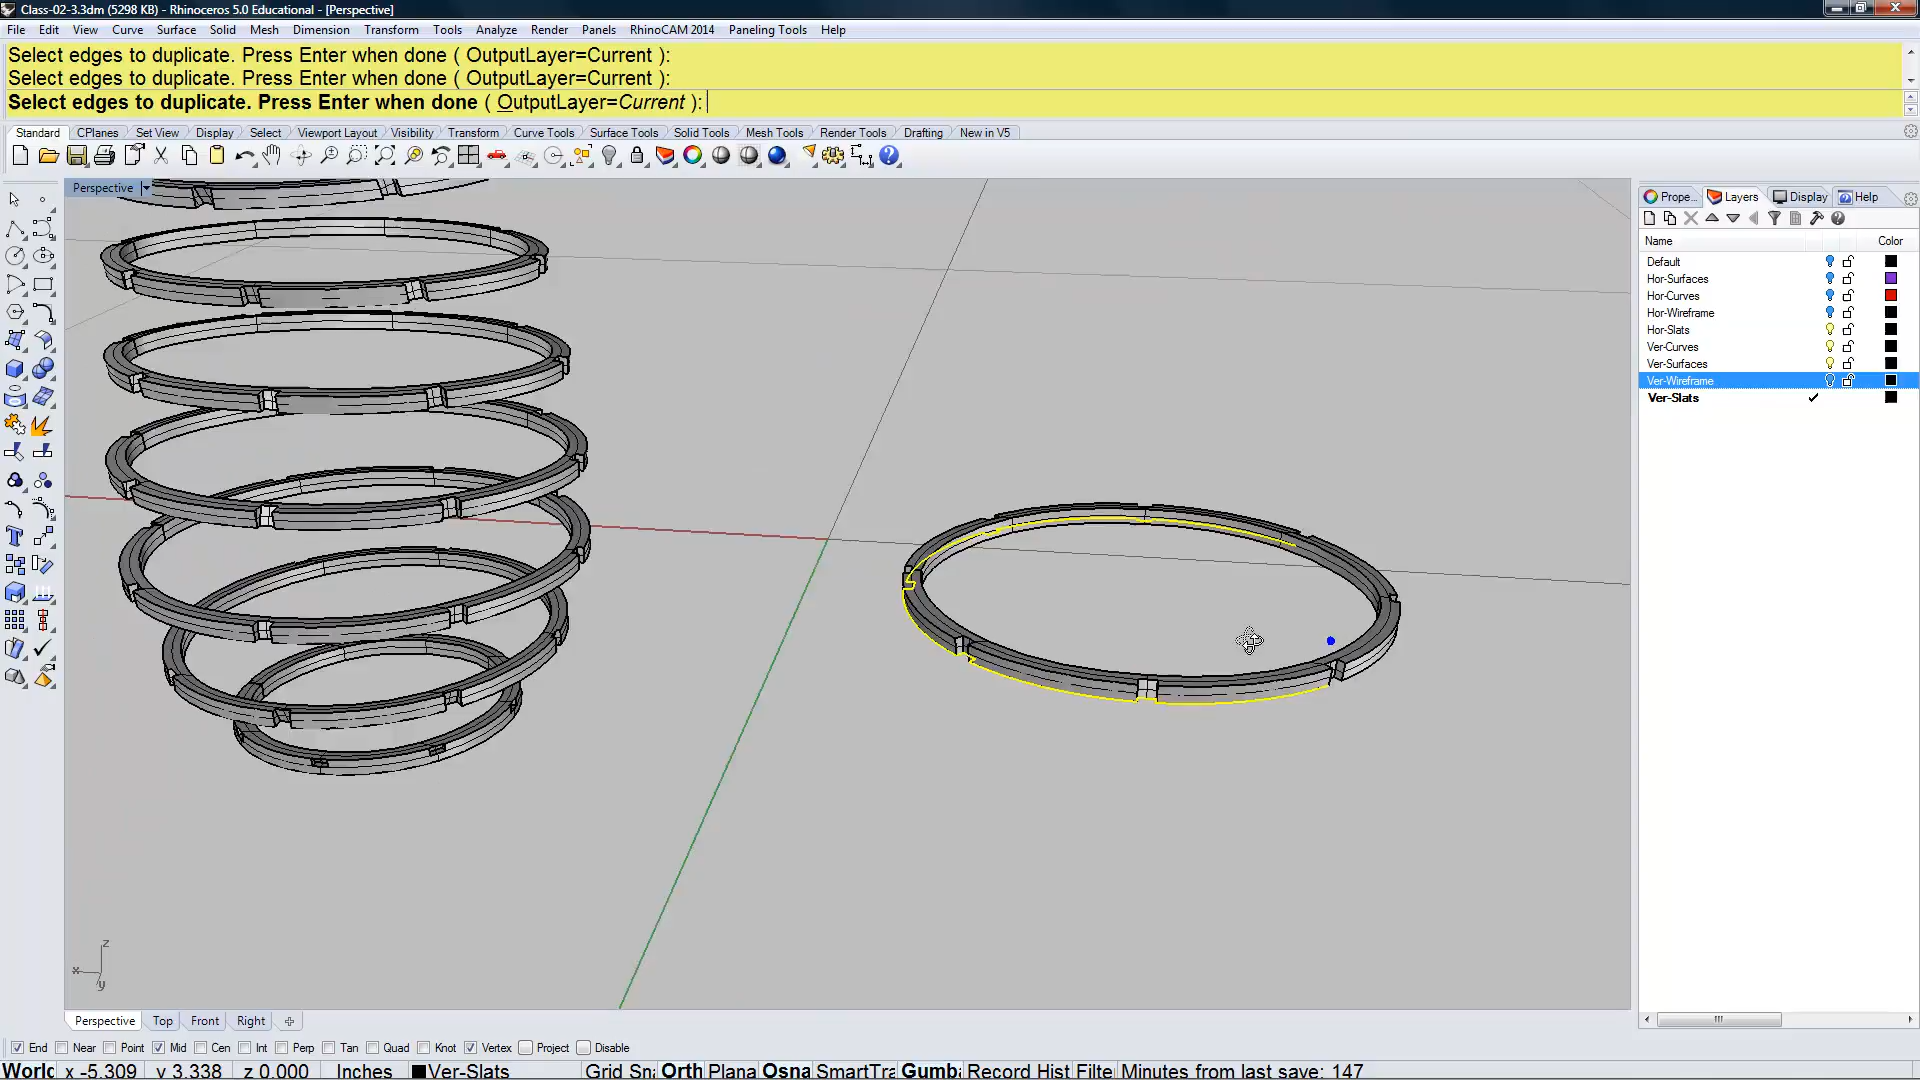 Class-02-3.3dm (5298 KB) - Rhinoceros 5.0 Educational - [Perspective]
File Edit View Curve Surface Solid Mesh Dimension Transform Tools Analyze Render Panels RhinoCAM 2014 Paneling Tools Help
Select edges to duplicate. Press Enter when done ( OutputLayer=Current ):
Select edges to duplicate. Press Enter when done ( OutputLayer=Current ):
Select edges to duplicate. Press Enter when done ( OutputLayer=Current ):
Standard CPlanes Set View Display Select Viewport Layout Visibility Transform Curve Tools Surface Tools Solid Tools Mesh Tools Render Tools Drafting New in V5
Perspective
Prope... Layers Display Help
Name Color
Default
Hor-Surfaces
Hor-Curves
Hor-Wireframe
Hor-Slats
Ver-Curves
Ver-Surfaces
Ver-Wireframe
Ver-Slats
z
x
y
Perspective Top Front Right
End Near Point Mid Cen Int Perp Tan Quad Knot Vertex Project Disable
World x -5.309 y 3.338 z 0.000 Inches Ver-Slats Grid Sna Orth Plana Osna SmartTra Gumba Record Hist Filte Minutes from last save: 147